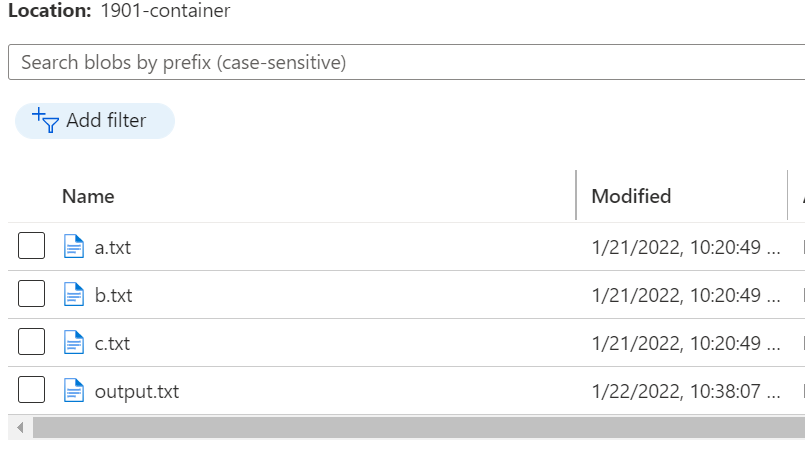 Location: 1901-container
Search blobs by prefix (case-sensitive)
Add filter
Name Modified
a.txt 1/21/2022, 10:20:49 ...
b.txt 1/21/2022, 10:20:49 ...
c.txt 1/21/2022, 10:20:49 ...
output.txt 1/22/2022, 10:38:07 ...